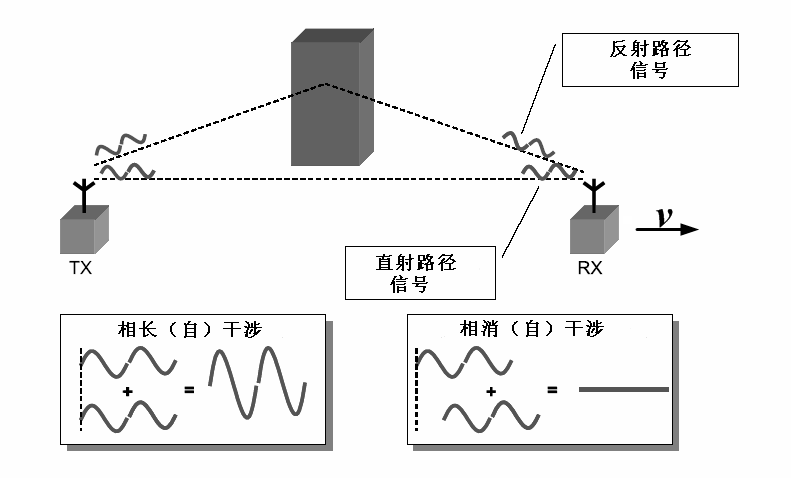 反射路径
信号
v
TX
RX
直射路径
信号
相长（自）干涉
相消（自）干涉
+
=
+
=